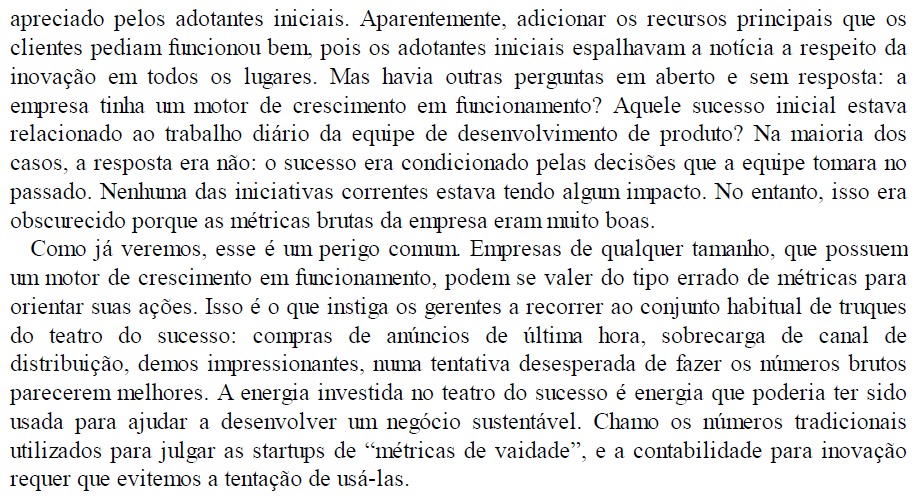 apreciado pelos adotantes iniciais. Aparentemente, adicionar os recursos principais que os
clientes pediam funcionou bem, pois os adotantes iniciais espalhavam a notícia a respeito da
inovação em todos os lugares. Mas havia outras perguntas em aberto e sem resposta: a
empresa tinha um motor de crescimento em funcionamento? Aquele sucesso inicial estava
relacionado ao trabalho diário da equipe de desenvolvimento de produto? Na maioria dos
casos, a resposta era não: o sucesso era condicionado pelas decisões que a equipe tomara no
passado. Nenhuma das iniciativas correntes estava tendo algum impacto. No entanto, isso era
obscurecido porque as métricas brutas da empresa eram muito boas.
Como já veremos, esse é um perigo comum. Empresas de qualquer tamanho, que possuem
um motor de crescimento em funcionamento, podem se valer do tipo errado de métricas para
orientar suas ações. Isso é o que instiga os gerentes a recorrer ao conjunto habitual de truques
do teatro do sucesso: compras de anúncios de última hora, sobrecarga de canal de
distribuição, demos impressionantes, numa tentativa desesperada de fazer os números brutos
parecerem melhores. A energia investida no teatro do sucesso é energia que poderia ter sido
usada para ajudar a desenvolver um negócio sustentável. Chamo os números tradicionais
utilizados para julgar as startups de “métricas de vaidade”, e a contabilidade para inovação
requer que evitemos a tentação de usá-las.